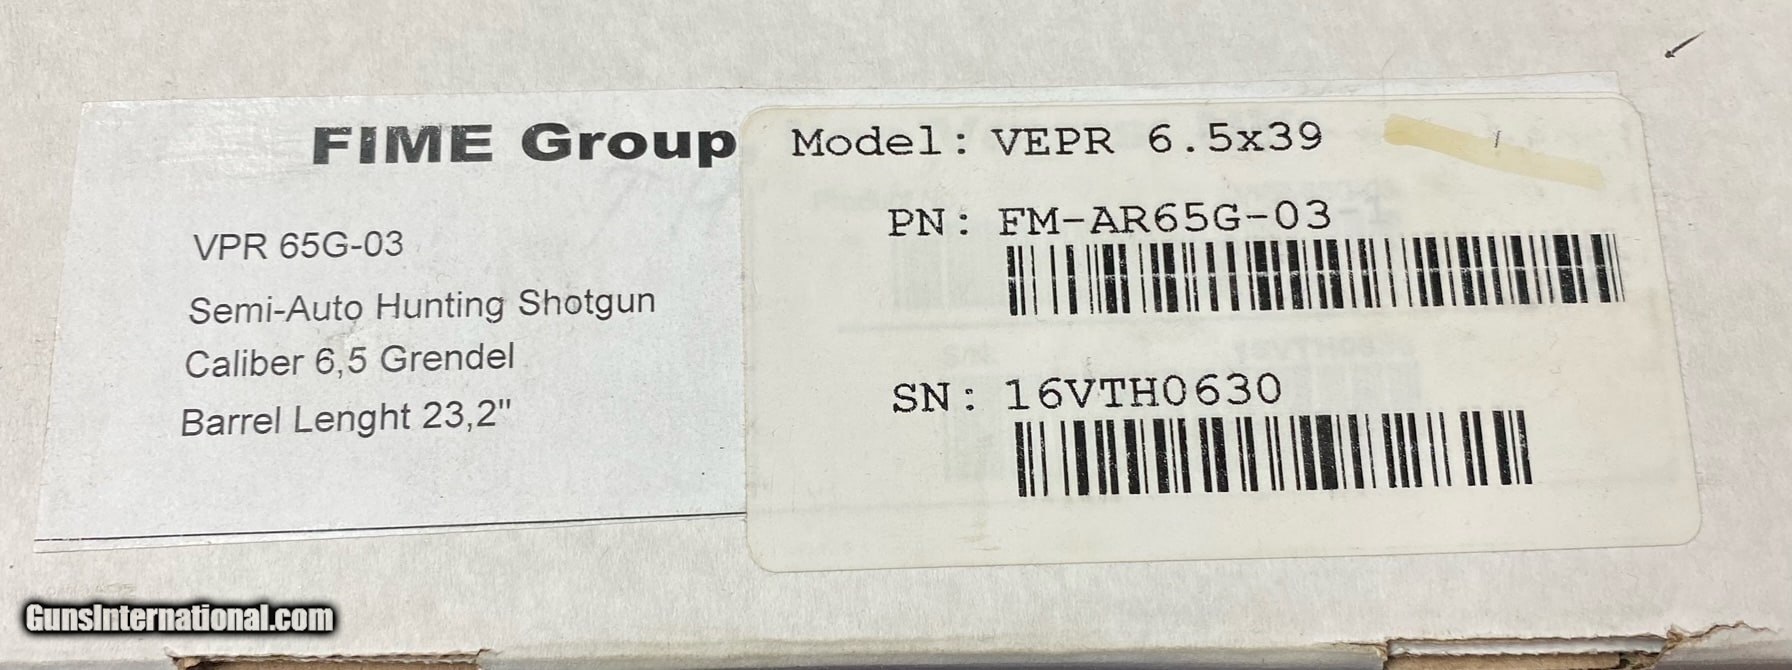 FIME Group
VPR 65G-03
Semi-Auto Hunting Shotgun
Caliber 6,5 Grendel
Barrel Lenght 23,2"
Model: VEPR 6.5x39
PN: FM-AR65G-03
SN: 16VTH0630
GunsInternational.com